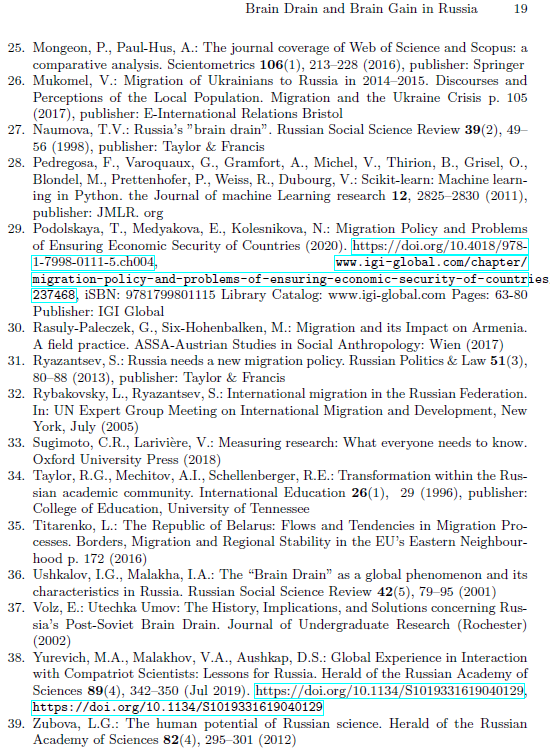 Brain Drain and Brain Gain in Russia 19
25. Mongeon, P., Paul-Hus, A.: The journal coverage of Web of Science and Scopus: a
comparative analysis. Scientometrics 106(1), 213–228 (2016), publisher: Springer
26. Mukomel, V.: Migration of Ukrainians to Russia in 2014–2015. Discourses and
Perceptions of the Local Population. Migration and the Ukraine Crisis p. 105
(2017), publisher: E-International Relations Bristol
27. Naumova, T.V.: Russia's ”brain drain”. Russian Social Science Review 39(2), 49–
56 (1998), publisher: Taylor & Francis
28. Pedregosa, F., Varoquaux, G., Gramfort, A., Michel, V., Thirion, B., Grisel, O.,
Blondel, M., Prettenhofer, P., Weiss, R., Dubourg, V.: Scikit-learn: Machine learn-
ing in Python. the Journal of machine Learning research 12, 2825–2830 (2011),
publisher: JMLR. org
29. Podolskaya, T., Medyakova, E., Kolesnikova, N.: Migration Policy and Problems
of Ensuring Economic Security of Countries (2020). https://doi.org/10.4018/978-
1-7998-0111-5.ch004, www.igi-global.com/chapter/
migration-policy-and-problems-of-ensuring-economic-security-of-countries
237468, iSBN: 9781799801115 Library Catalog: www.igi-global.com Pages: 63-80
Publisher: IGI Global
30. Rasuly-Paleczek, G., Six-Hohenbalken, M.: Migration and its Impact on Armenia.
A field practice. ASSA-Austrian Studies in Social Anthropology: Wien (2017)
31. Ryazantsev, S.: Russia needs a new migration policy. Russian Politics & Law 51(3),
80–88 (2013), publisher: Taylor & Francis
32. Rybakovsky, L., Ryazantsev, S.: International migration in the Russian Federation.
In: UN Expert Group Meeting on International Migration and Development, New
York, July (2005)
33. Sugimoto, C.R., Larivière, V.: Measuring research: What everyone needs to know.
Oxford University Press (2018)
34. Taylor, R.G., Mechitov, A.I., Schellenberger, R.E.: Transformation within the Rus-
sian academic community. International Education 26(1), 29 (1996), publisher:
College of Education, University of Tennessee
35. Titarenko, L.: The Republic of Belarus: Flows and Tendencies in Migration Pro-
cesses. Borders, Migration and Regional Stability in the EU's Eastern Neighbour-
hood p. 172 (2016)
36. Ushkalov, I.G., Malakha, I.A.: The “Brain Drain” as a global phenomenon and its
characteristics in Russia. Russian Social Science Review 42(5), 79–95 (2001)
37. Volz, E.: Utechka Umov: The History, Implications, and Solutions concerning Rus-
sia's Post-Soviet Brain Drain. Journal of Undergraduate Research (Rochester)
(2002)
38. Yurevich, M.A., Malakhov, V.A., Aushkap, D.S.: Global Experience in Interaction
with Compatriot Scientists: Lessons for Russia. Herald of the Russian Academy of
Sciences 89(4), 342–350 (Jul 2019). https://doi.org/10.1134/S1019331619040129,
https://doi.org/10.1134/S1019331619040129
39. Zubova, L.G.: The human potential of Russian science. Herald of the Russian
Academy of Sciences 82(4), 295–301 (2012)